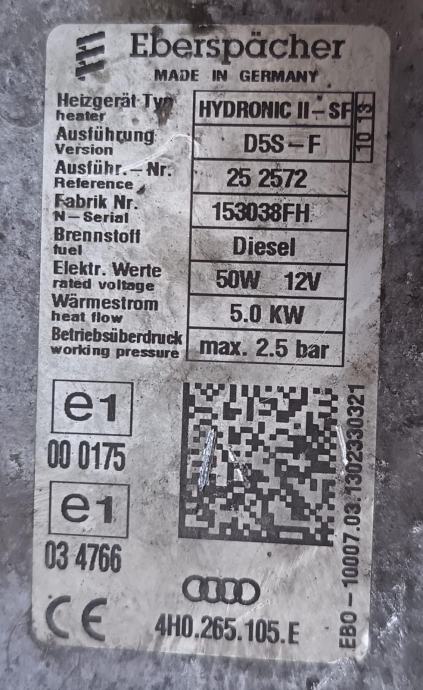 Eberspächer
MADE IN GERMANY
Heizgerät Typ HYDRONIC II-SF 10 13
heater
Ausführung D5S-F
Version
Ausführ.-Nr. 25 2572
Reference
Fabrik Nr. 153038FH
N-Serial
Brennstoff Diesel
fuel
Elektr. Werte 50W 12V
rated voltage
Wärmestrom 5.0 KW
heat flow
Betriebsüberdruck max. 2.5 bar
working pressure
e1
00 0175
e1
03 4766
CE
4H0.265.105.E
EBO-10007.03.1302330321